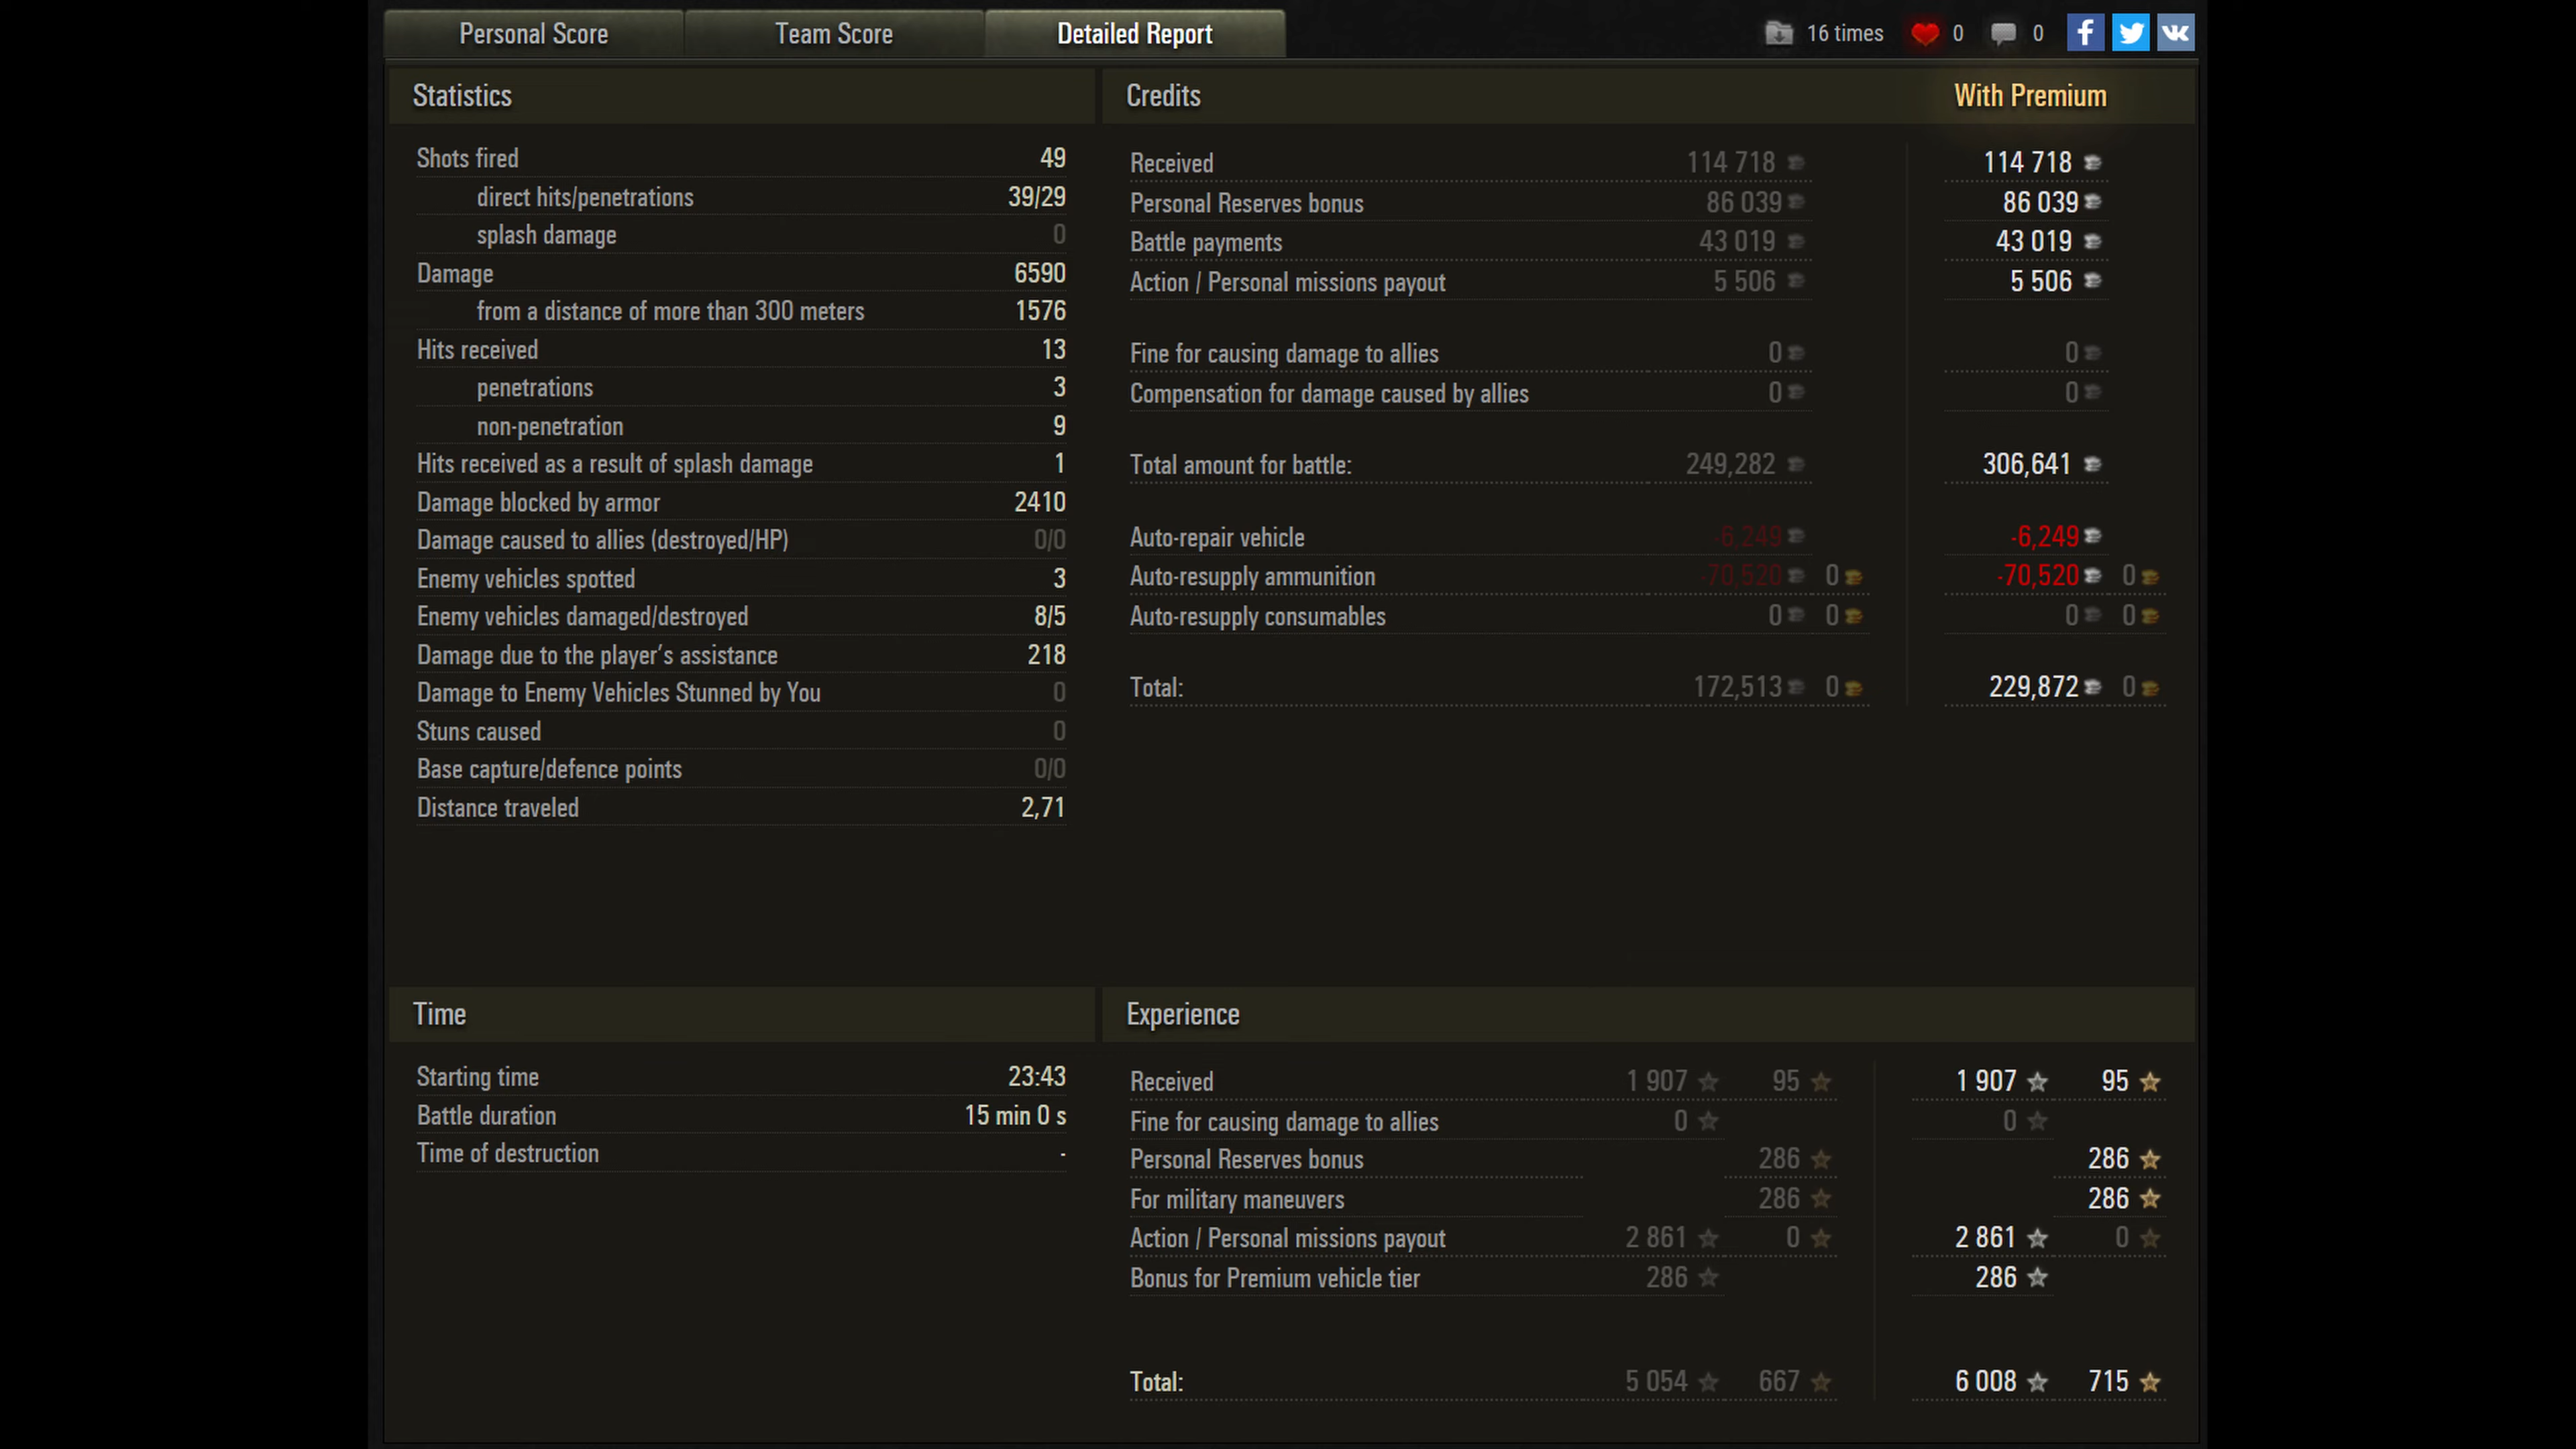 Personal Score Team Score Detailed Report 16 times 0 0
Statistics
Shots fired 49
direct hits/penetrations 39/29
splash damage 0
Damage 6590
from a distance of more than 300 meters 1576
Hits received 13
penetrations 3
non-penetration 9
Hits received as a result of splash damage 1
Damage blocked by armor 2410
Damage caused to allies (destroyed/HP) 0/0
Enemy vehicles spotted 3
Enemy vehicles damaged/destroyed 8/5
Damage due to the player's assistance 218
Damage to Enemy Vehicles Stunned by You 0
Stuns caused 0
Base capture/defence points 0/0
Distance traveled 2,71
Credits With Premium
Received 114 718 114 718
Personal Reserves bonus 86 039 86 039
Battle payments 43 019 43 019
Action / Personal missions payout 5 506 5 506
Fine for causing damage to allies 0 0
Compensation for damage caused by allies 0 0
Total amount for battle: 249,282 306,641
Auto-repair vehicle -6,249 -6,249
Auto-resupply ammunition -70,520 0 -70,520 0
Auto-resupply consumables 0 0 0 0
Total: 172,513 0 229,872 0
Time
Starting time 23:43
Battle duration 15 min 0 s
Time of destruction -
Experience
Received 1 907 95 1 907 95
Fine for causing damage to allies 0 0
Personal Reserves bonus 286 286
For military maneuvers 286 286
Action / Personal missions payout 2 861 0 2 861 0
Bonus for Premium vehicle tier 286 286
Total: 5 054 667 6 008 715